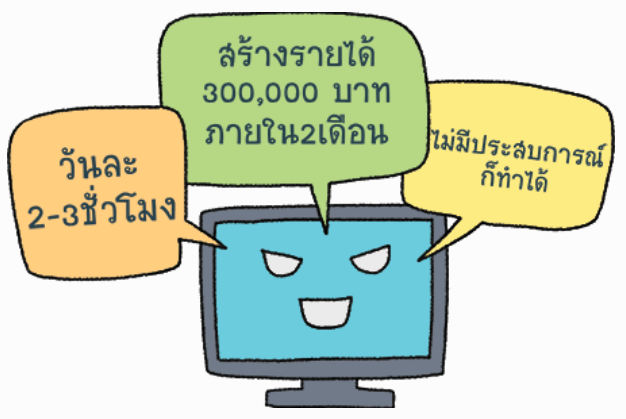 สร้างรายได้
300,000 บาท
ภายใน2เดือน
วันละ
2-3ชั่วโมง
ไม่มีประสบการณ์
ก็ทำได้